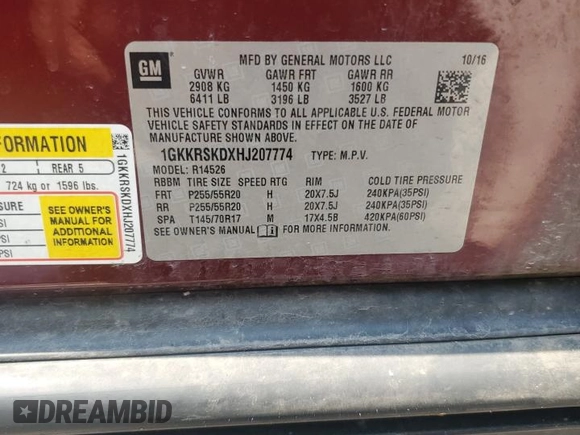 GM
MFD BY GENERAL MOTORS LLC 10/16
GVWR GAWR FRT GAWR RR
2908 KG 1450 KG 1600 KG
6411 LB 3196 LB 3527 LB
THIS VEHICLE CONFORMS TO ALL APPLICABLE U.S. FEDERAL MOTOR
VEHICLE SAFETY STANDARDS IN EFFECT ON THE DATE OF
MANUFACTURE SHOWN ABOVE.
1GKKRSKDXHJ207774 TYPE: M.P.V.
MODEL: R14526
RBBM TIRE SIZE SPEED RTG RIM COLD TIRE PRESSURE
FRT P255/55R20 H 20X7.5J 240KPA(35PSI)
RR P255/55R20 H 20X7.5J 240KPA(35PSI)
SPA T145/70R17 M 17X4.5B 420KPA(60PSI)
SEE OWNER'S MANUAL FOR MORE INFORMATION.
FORMATION
2 REAR 5
724 kg or 1596 lbs.
SURE
SEE OWNER'S
MANUAL FOR
ADDITIONAL
INFORMATION
PSI
PSI
PSI
1GKKRSKDXHJ207774
DREAMBID